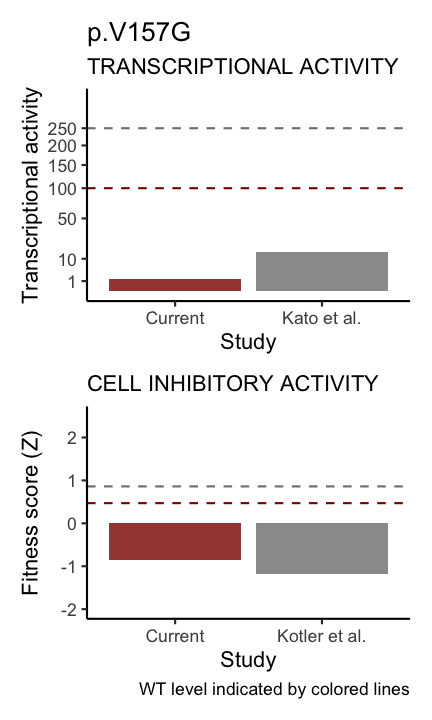 p.V157G
TRANSCRIPTIONAL ACTIVITY
Transcriptional activity
250
200
150
100
50
10
1
Current
Kato et al.
Study
CELL INHIBITORY ACTIVITY
Fitness score (Z)
2
1
0
-1
-2
Current
Kotler et al.
Study
WT level indicated by colored lines